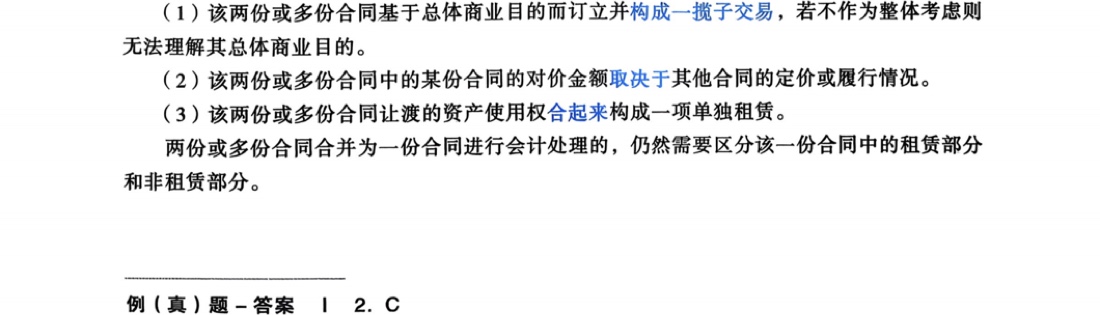 （1）该两份或多份合同基于总体商业目的而订立并构成一揽子交易，若不作为整体考虑则
无法理解其总体商业目的。
（2）该两份或多份合同中的某份合同的对价金额取决于其他合同的定价或履行情况。
（3）该两份或多份合同让渡的资产使用权合起来构成一项单独租赁。
两份或多份合同合并为一份合同进行会计处理的，仍然需要区分该一份合同中的租赁部分
和非租赁部分。
例（真）题－答案 | 2. C